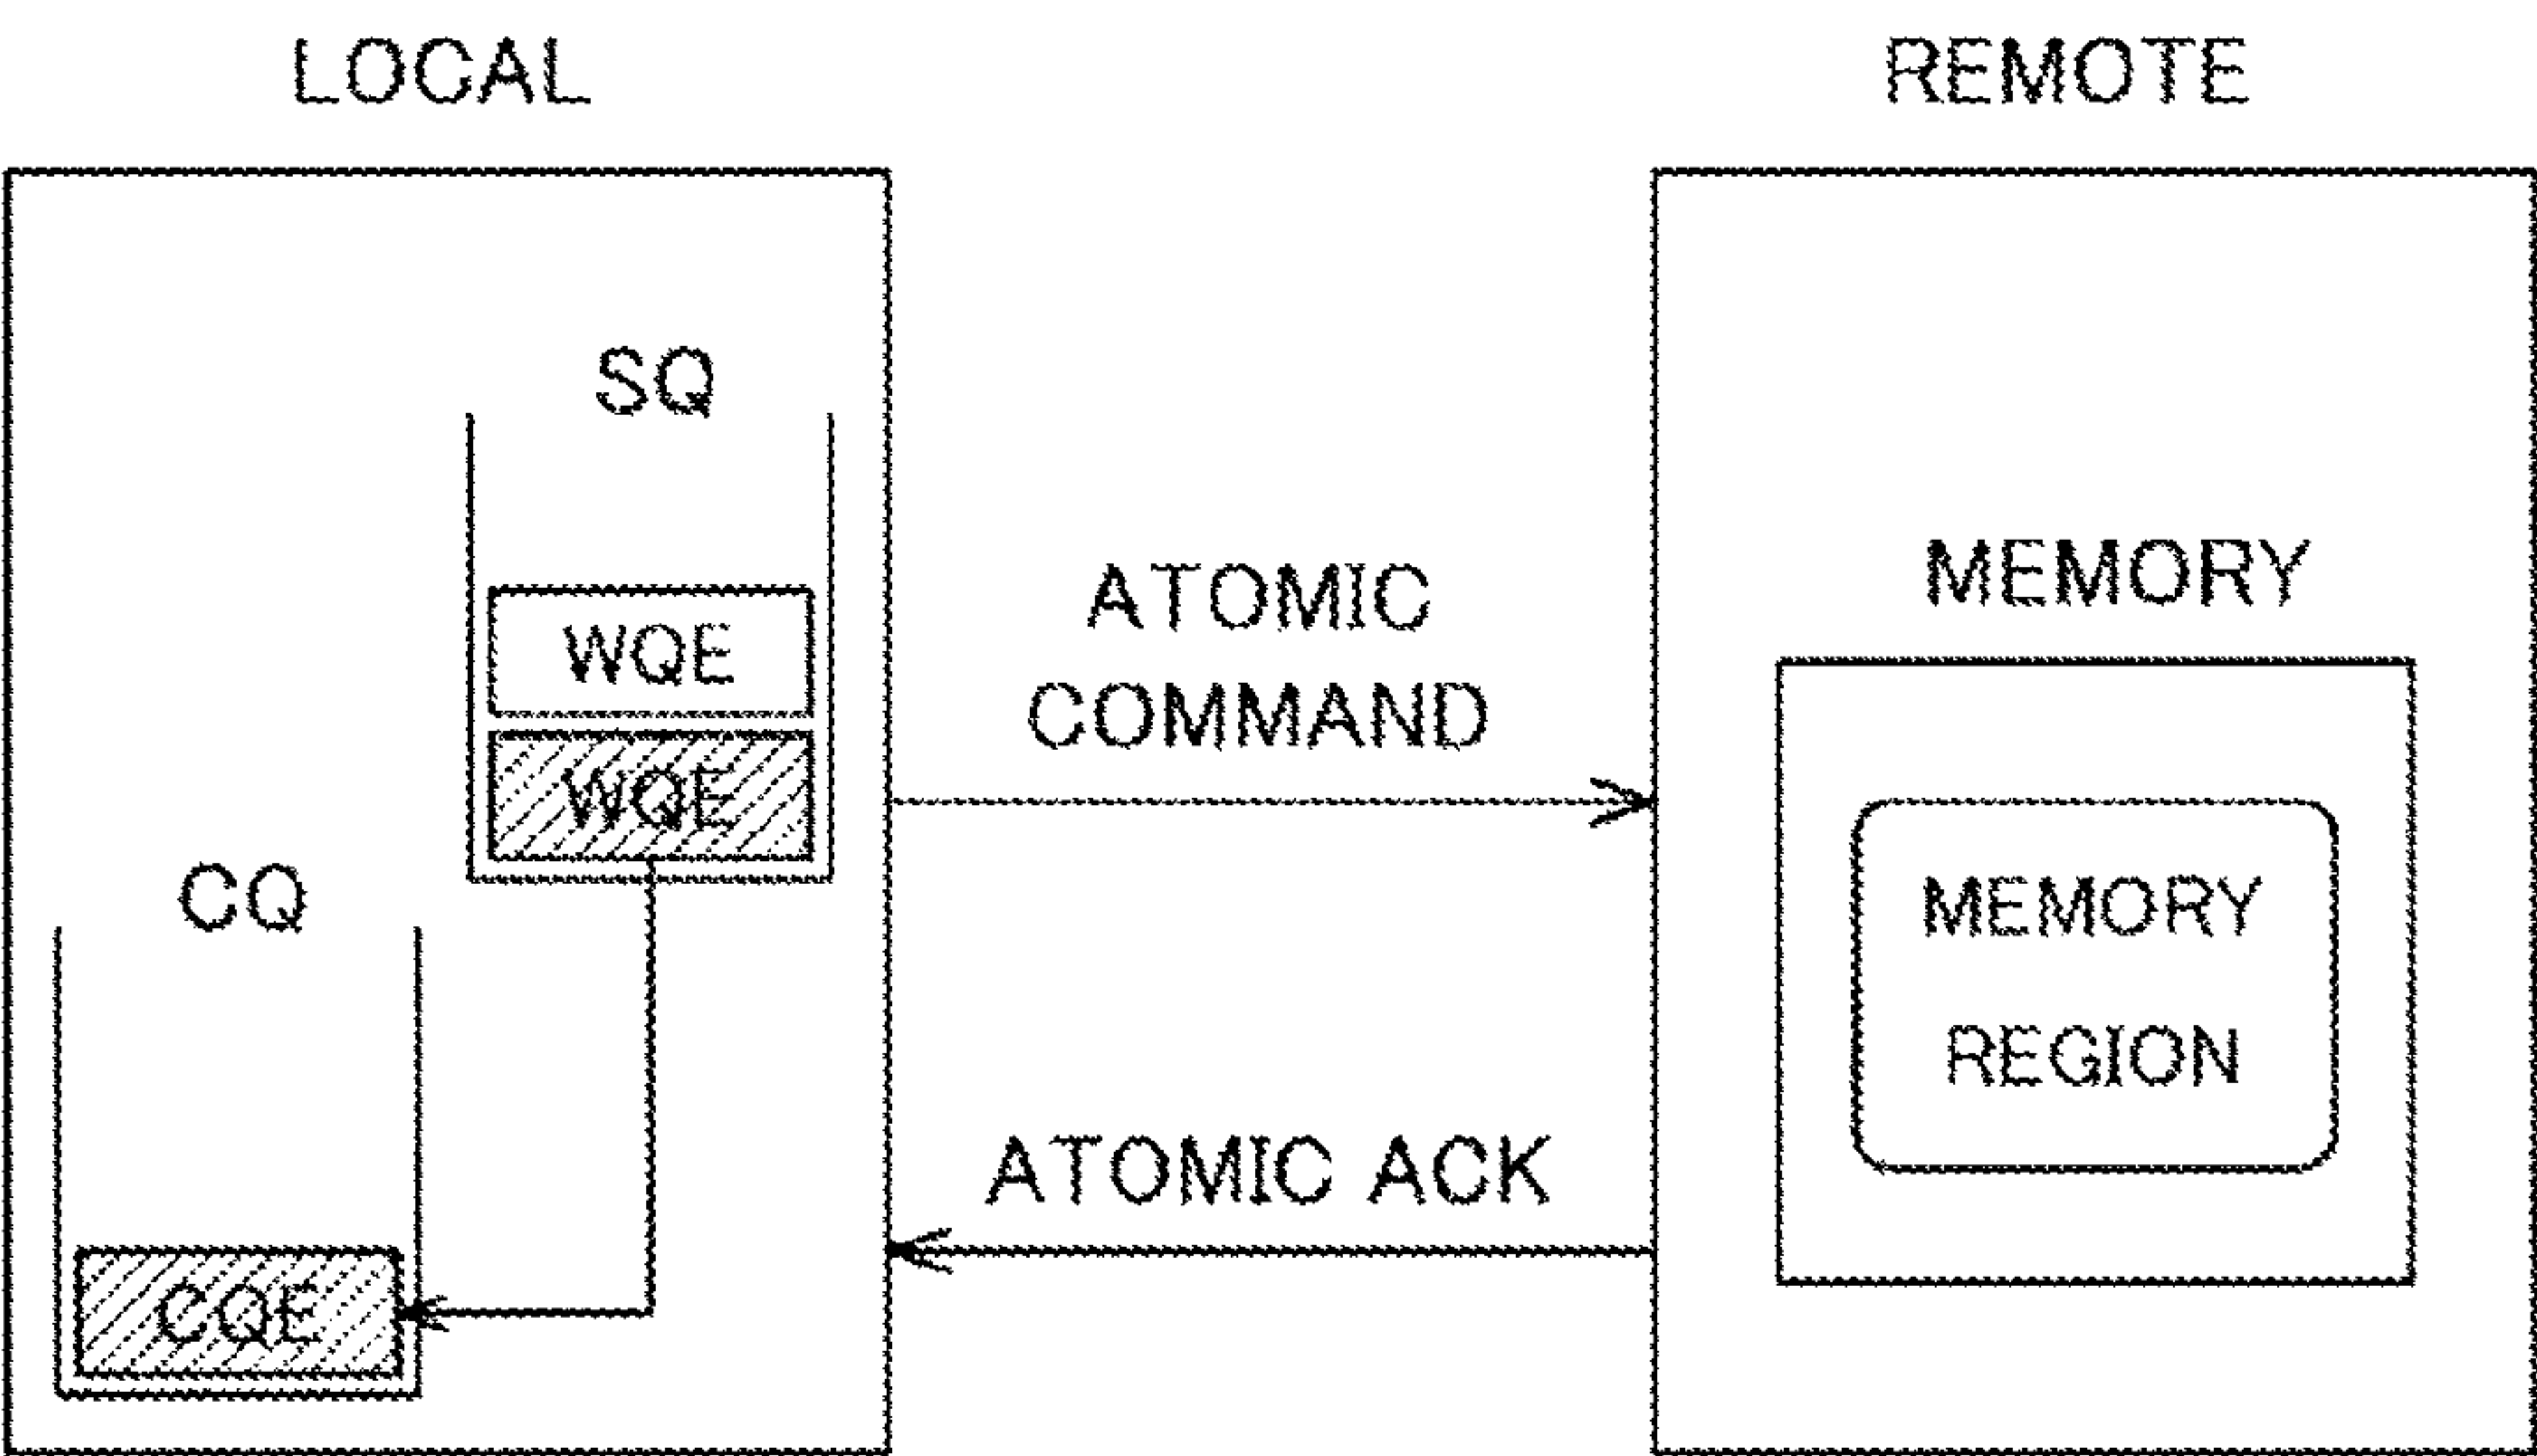 LOCAL
REMOTE
SQ
WQE
WQE
CQ
CQE
ATOMIC
COMMAND
ATOMIC ACK
MEMORY
MEMORY
REGION